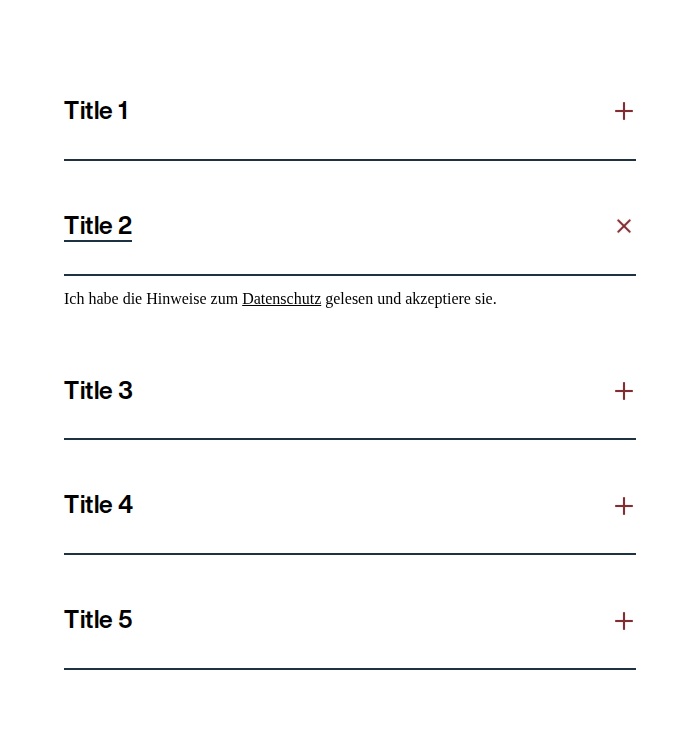 Title 1
Title 2
Ich habe die Hinweise zum Datenschutz gelesen und akzeptiere sie.
Title 3
Title 4
Title 5